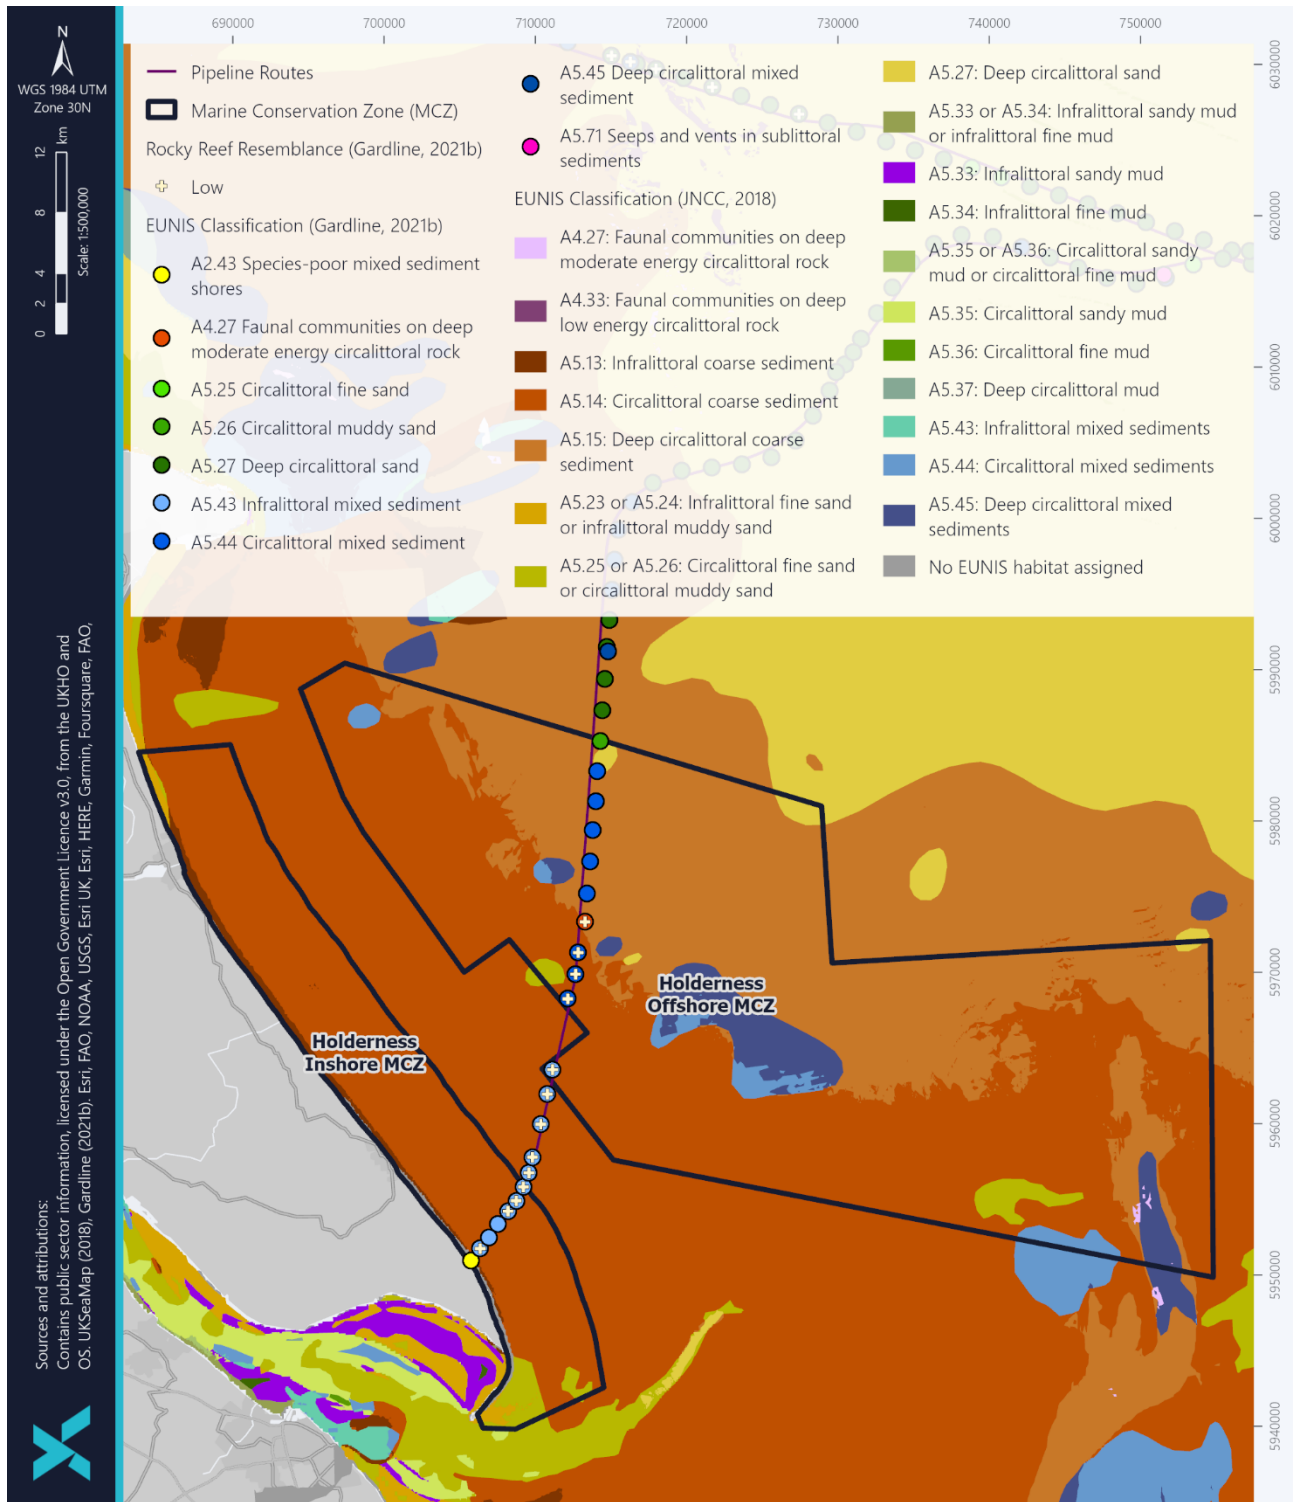 690000
700000
710000
720000
730000
740000
750000
N
WGS 1984 UTM
Zone 30N
km
12
8
4
2
0
Scale: 1:500,000
Pipeline Routes
Marine Conservation Zone (MCZ)
Rocky Reef Resemblance (Gardline, 2021b)
Low
EUNIS Classification (Gardline, 2021b)
A2.43 Species-poor mixed sediment
shores
A4.27 Faunal communities on deep
moderate energy circalittoral rock
A5.25 Circalittoral fine sand
A5.26 Circalittoral muddy sand
A5.27 Deep circalittoral sand
A5.43 Infralittoral mixed sediment
A5.44 Circalittoral mixed sediment
A5.45 Deep circalittoral mixed
sediment
A5.71 Seeps and vents in sublittoral
sediments
EUNIS Classification (JNCC, 2018)
A4.27: Faunal communities on deep
moderate energy circalittoral rock
A4.33: Faunal communities on deep
low energy circalittoral rock
A5.13: Infralittoral coarse sediment
A5.14: Circalittoral coarse sediment
A5.15: Deep circalittoral coarse
sediment
A5.23 or A5.24: Infralittoral fine sand
or infralittoral muddy sand
A5.25 or A5.26: Circalittoral fine sand
or circalittoral muddy sand
A5.27: Deep circalittoral sand
A5.33 or A5.34: Infralittoral sandy mud
or infralittoral fine mud
A5.33: Infralittoral sandy mud
A5.34: Infralittoral fine mud
A5.35 or A5.36: Circalittoral sandy
mud or circalittoral fine mud
A5.35: Circalittoral sandy mud
A5.36: Circalittoral fine mud
A5.37: Deep circalittoral mud
A5.43: Infralittoral mixed sediments
A5.44: Circalittoral mixed sediments
A5.45: Deep circalittoral mixed
sediments
No EUNIS habitat assigned
6030000
6020000
6010000
6000000
5990000
5980000
5970000
5960000
5950000
5940000
Holderness
Offshore MCZ
Holderness
Inshore MCZ
Sources and attributions:
Contains public sector information, licensed under the Open Government Licence v3.0, from the UKHO and
OS. UKSeaMap (2018), Gardline (2021b). Esri, FAO, NOAA, USGS, Esri UK, Esri, HERE, Garmin, Foursquare, FAO,